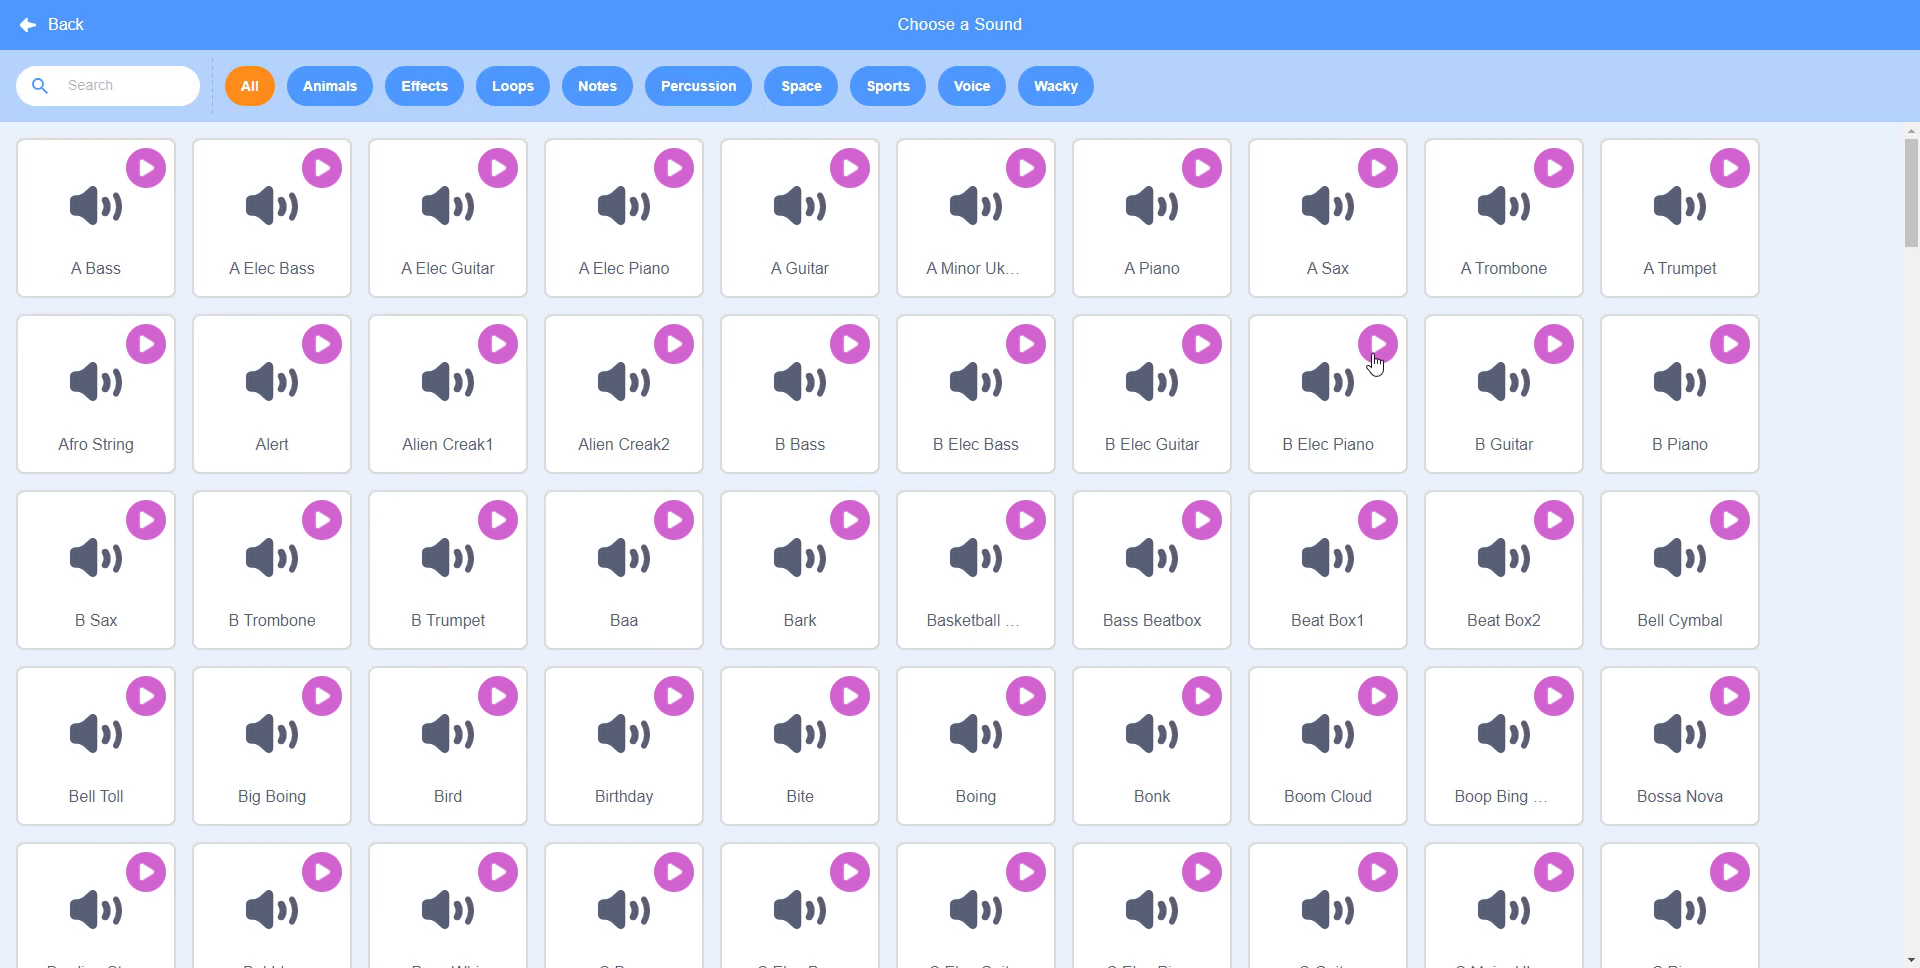 Back
Choose a Sound
Search
All
Animals
Effects
Loops
Notes
Percussion
Space
Sports
Voice
Wacky
A Bass
A Elec Bass
A Elec Guitar
A Elec Piano
A Guitar
A Minor Uk...
A Piano
A Sax
A Trombone
A Trumpet
Afro String
Alert
Alien Creak1
Alien Creak2
B Bass
B Elec Bass
B Elec Guitar
B Elec Piano
B Guitar
B Piano
B Sax
B Trombone
B Trumpet
Baa
Bark
Basketball ...
Bass Beatbox
Beat Box1
Beat Box2
Bell Cymbal
Bell Toll
Big Boing
Bird
Birthday
Bite
Boing
Bonk
Boom Cloud
Boop Bing ...
Bossa Nova